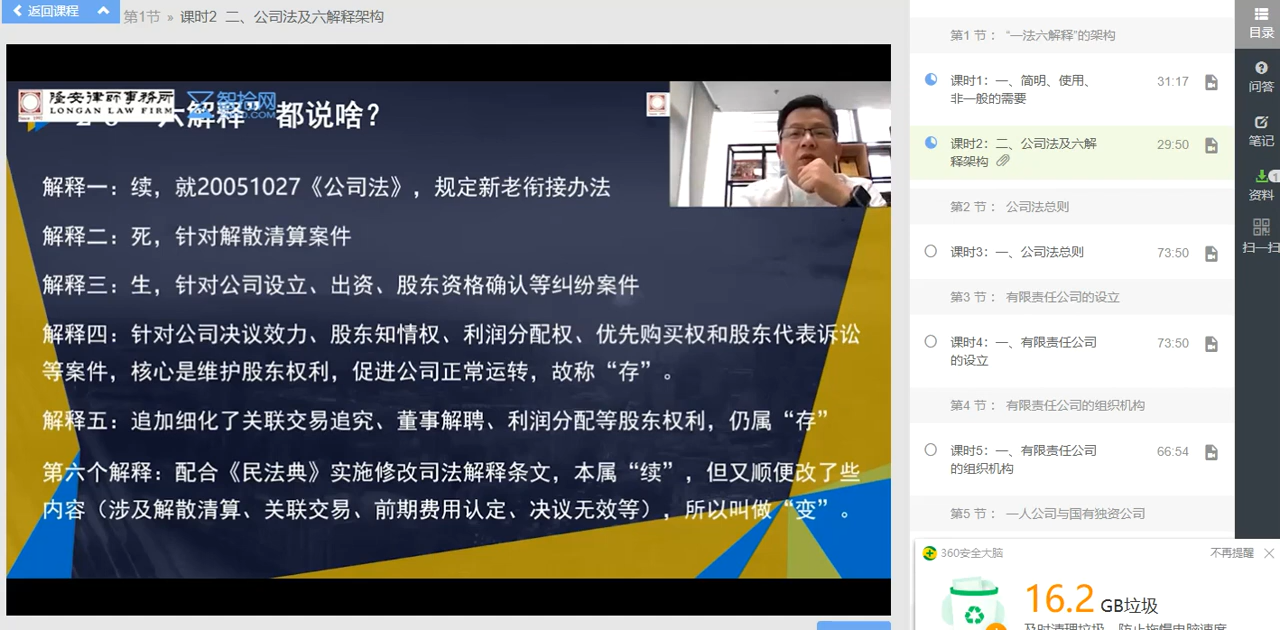 返回课程
第1节 » 课时2 二、公司法及六解释架构
隆安律師事務所
LONGAN LAW FIRM
智拾网
六解释”都说啥？
解释一：续，就20051027《公司法》，规定新老衔接办法
解释二：死，针对解散清算案件
解释三：生，针对公司设立、出资、股东资格确认等纠纷案件
解释四：针对公司决议效力、股东知情权、利润分配权、优先购买权和股东代表诉讼
等案件，核心是维护股东权利，促进公司正常运转，故称“存”。
解释五：追加细化了关联交易追究、董事解聘、利润分配等股东权利，仍属“存”
第六个解释：配合《民法典》实施修改司法解释条文，本属“续”，但又顺便改了些
内容（涉及解散清算、关联交易、前期费用认定、决议无效等），所以叫做“变”。
第1节： “一法六解释”的架构
课时1：一、简明、使用、
非一般的需要
31:17
课时2：二、公司法及六解
释架构
29:50
第2节： 公司法总则
课时3：一、公司法总则
73:50
第3节： 有限责任公司的设立
课时4：一、有限责任公司
的设立
73:50
第4节： 有限责任公司的组织机构
课时5：一、有限责任公司
的组织机构
66:54
第5节： 一人公司与国有独资公司
目录
问答
笔记
1
资料
扫一扫
360安全大脑
不再提醒
16.2GB垃圾
及时清理垃圾，防止拖慢电脑速度